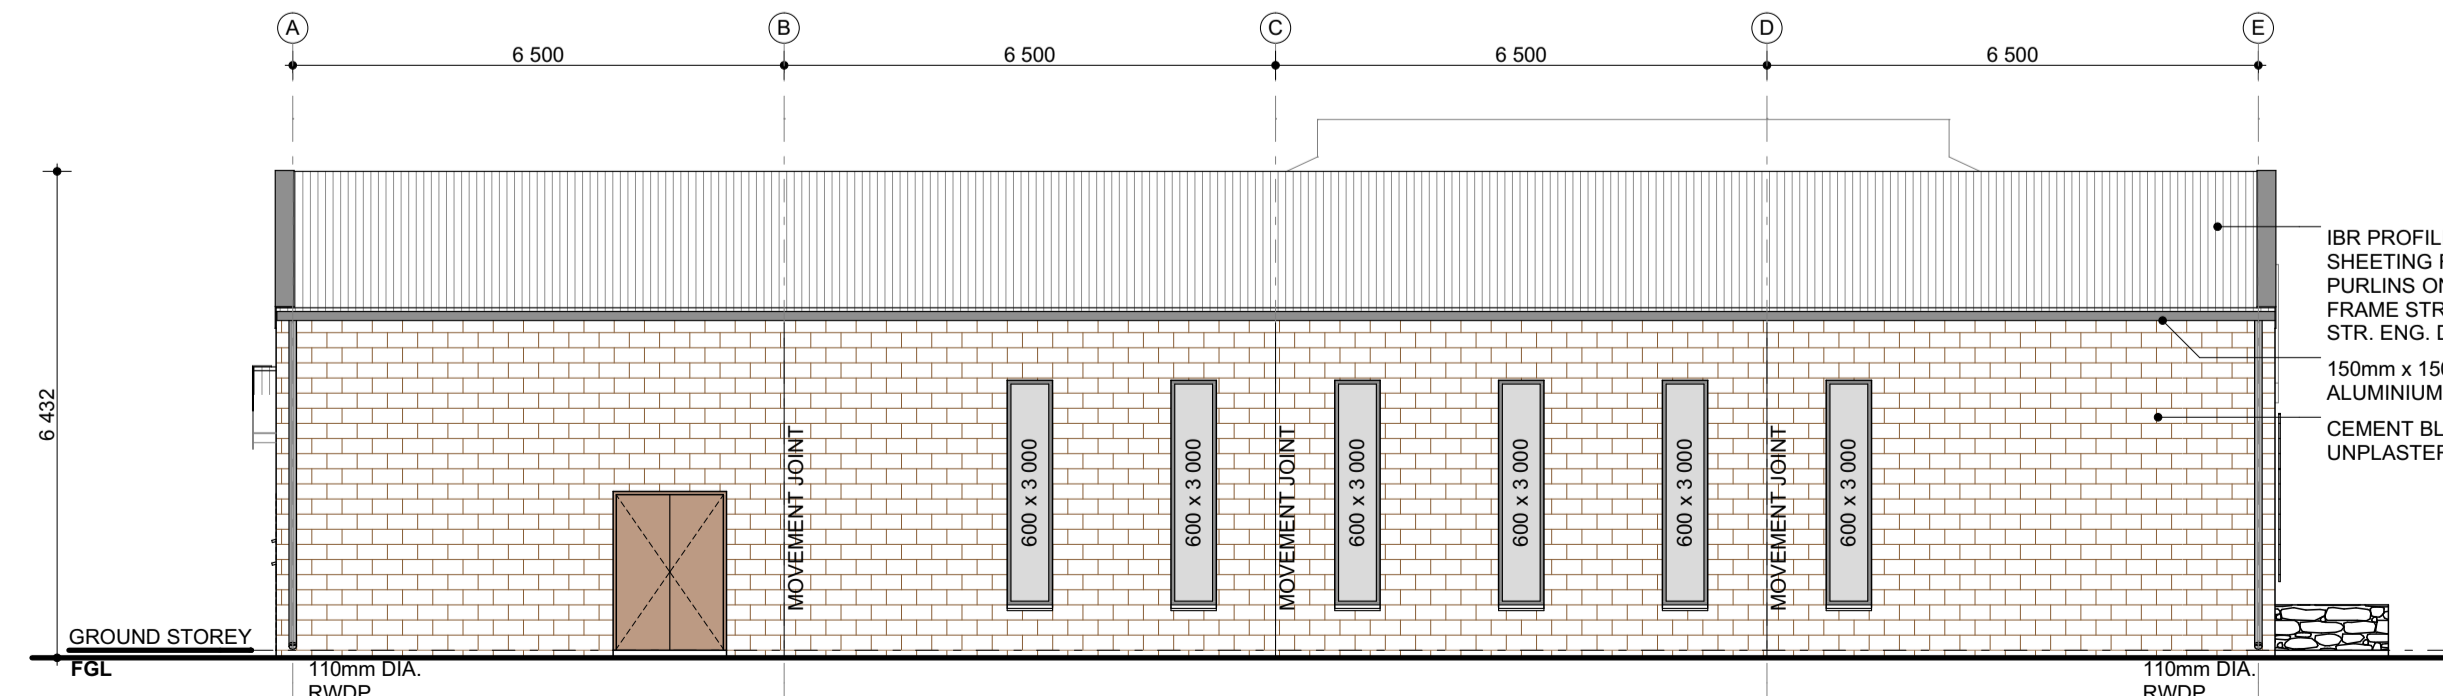 A
B
C
D
E
6 500
6 500
6 500
6 500
6 432
IBR PROFIL
SHEETING
PURLINS ON
FRAME STR
STR. ENG. D
150mm x 150
ALUMINIUM
CEMENT BL
UNPLASTER
MOVEMENT JOINT
600 x 3 000
600 x 3 000
MOVEMENT JOINT
600 x 3 000
600 x 3 000
600 x 3 000
MOVEMENT JOINT
600 x 3 000
GROUND STOREY
FGL
110mm DIA.
RWDP
110mm DIA.
RWDP